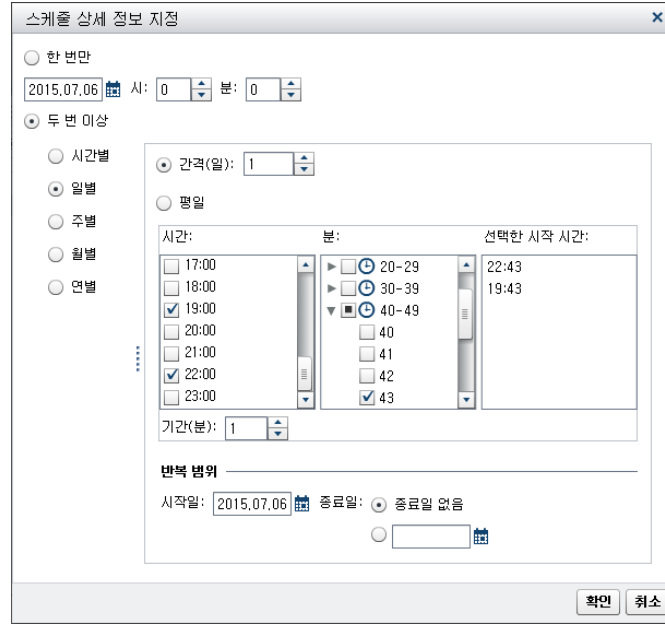 스케줄 상세 정보 지정
한 번만
2015.07.06 시: 0 분: 0
두 번 이상
시간별
일별
주별
월별
연별
간격(일): 1
평일
시간: 분: 선택한 시작 시간:
17:00 20-29 22:43
18:00 30-39 19:43
19:00 40-49
20:00 40
21:00 41
22:00 42
23:00 43
기간(분): 1
반복 범위
시작일: 2015.07.06 종료일: 종료일 없음
확인 취소